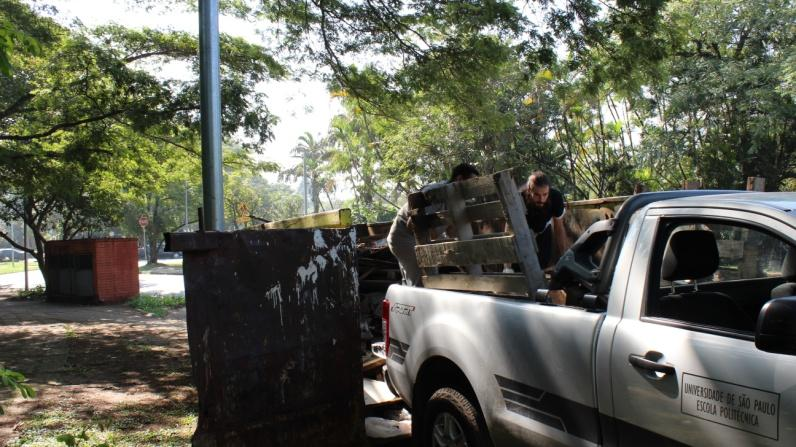 UNIVERSIDADE DE SÃO PAULO
ESCOLA POLITÉCNICA